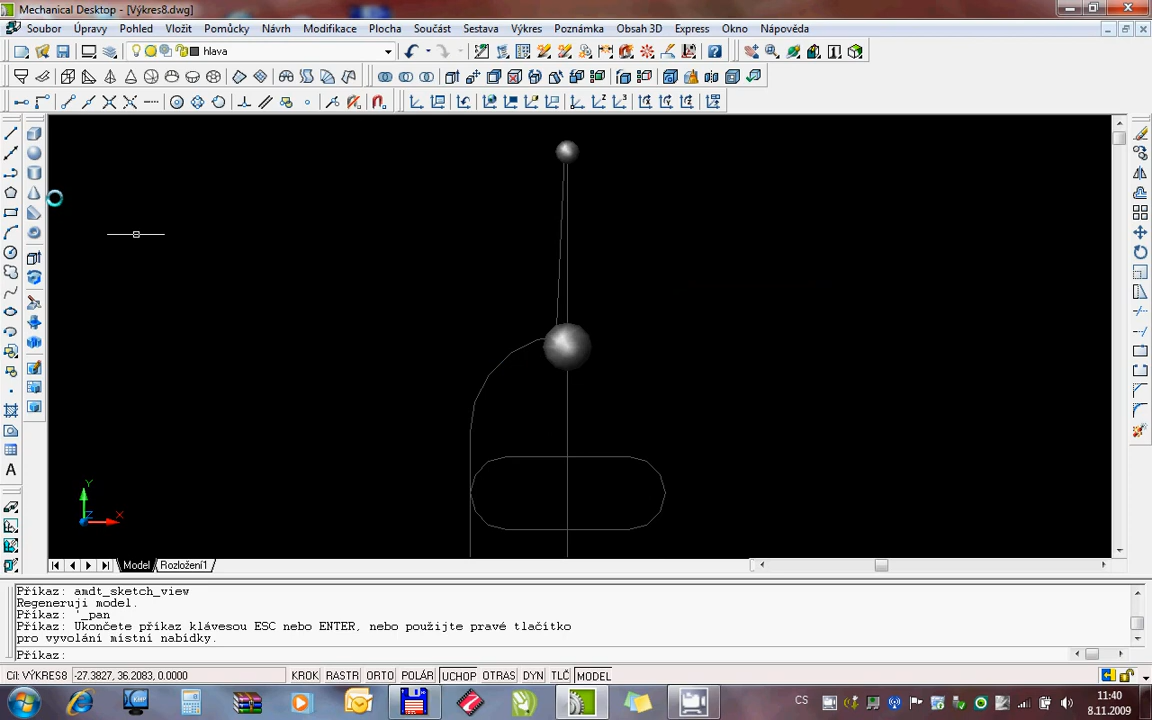 Mechanical Desktop - [Výkres8.dwg]
Soubor Úpravy Pohled Vložit Pomůcky Návrh Modifikace Plocha Součást Sestava Výkres Poznámka Obsah 3D Express Okno Nápověda
hlava
A
Y
Z X
Model Rozložení1
Příkaz: amdt_sketch_view
Regeneruji model.
Příkaz: '_pan
Příkaz: Ukončete příkaz klávesou ESC nebo ENTER, nebo použijte pravé tlačítko
pro vyvolání místní nabídky.
Příkaz:
Cíl: VÝKRES8 -27.3827, 36.2083, 0.0000 KROK RASTR ORTO POLÁR UCHOP OTRAS DYN TLČ MODEL
CS
11:40
8.11.2009